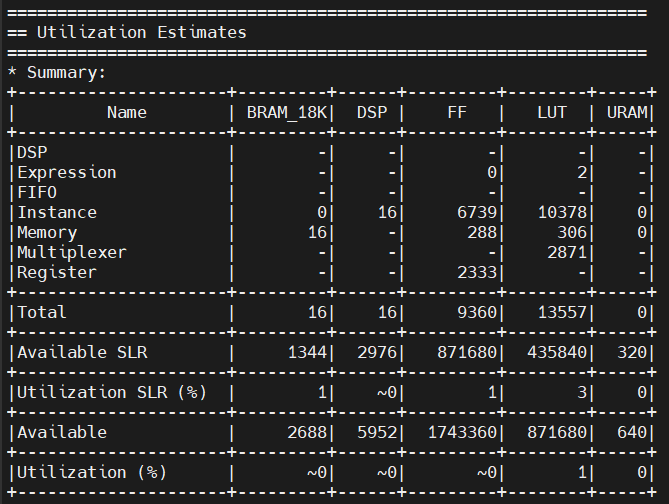 ================================================================
== Utilization Estimates
================================================================
* Summary:
+---------------------+---------+------+---------+--------+-----+
|         Name        | BRAM_18K|  DSP |    FF   |   LUT  | URAM|
+---------------------+---------+------+---------+--------+-----+
|DSP                  |        -|     -|        -|       -|    -|
|Expression           |        -|     -|        0|       2|    -|
|FIFO                 |        -|     -|        -|       -|    -|
|Instance             |        0|    16|     6739|   10378|    0|
|Memory               |       16|     -|      288|     306|    0|
|Multiplexer          |        -|     -|        -|    2871|    -|
|Register             |        -|     -|     2333|       -|    -|
+---------------------+---------+------+---------+--------+-----+
|Total                |       16|    16|     9360|   13557|    0|
+---------------------+---------+------+---------+--------+-----+
|Available SLR        |     1344|  2976|   871680|  435840|  320|
+---------------------+---------+------+---------+--------+-----+
|Utilization SLR (%)  |        1|    ~0|        1|       3|    0|
+---------------------+---------+------+---------+--------+-----+
|Available            |     2688|  5952|  1743360|  871680|  640|
+---------------------+---------+------+---------+--------+-----+
|Utilization (%)      |       ~0|    ~0|       ~0|       1|    0|
+---------------------+---------+------+---------+--------+-----+